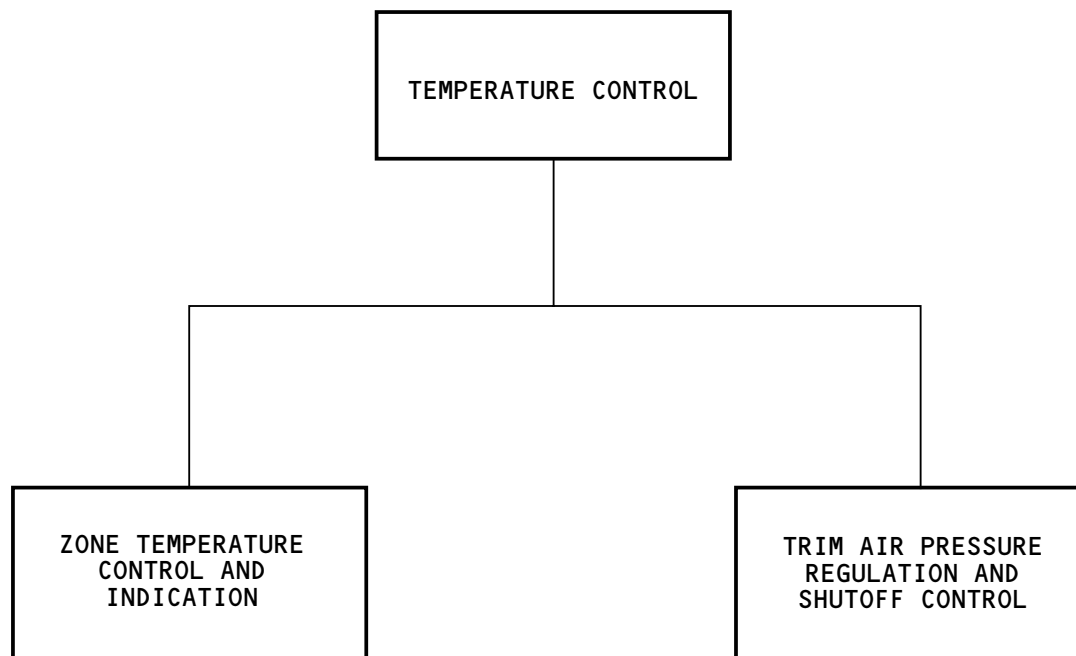 TEMPERATURE CONTROL
ZONE TEMPERATURE
CONTROL AND
INDICATION
TRIM AIR PRESSURE
REGULATION AND
SHUTOFF CONTROL